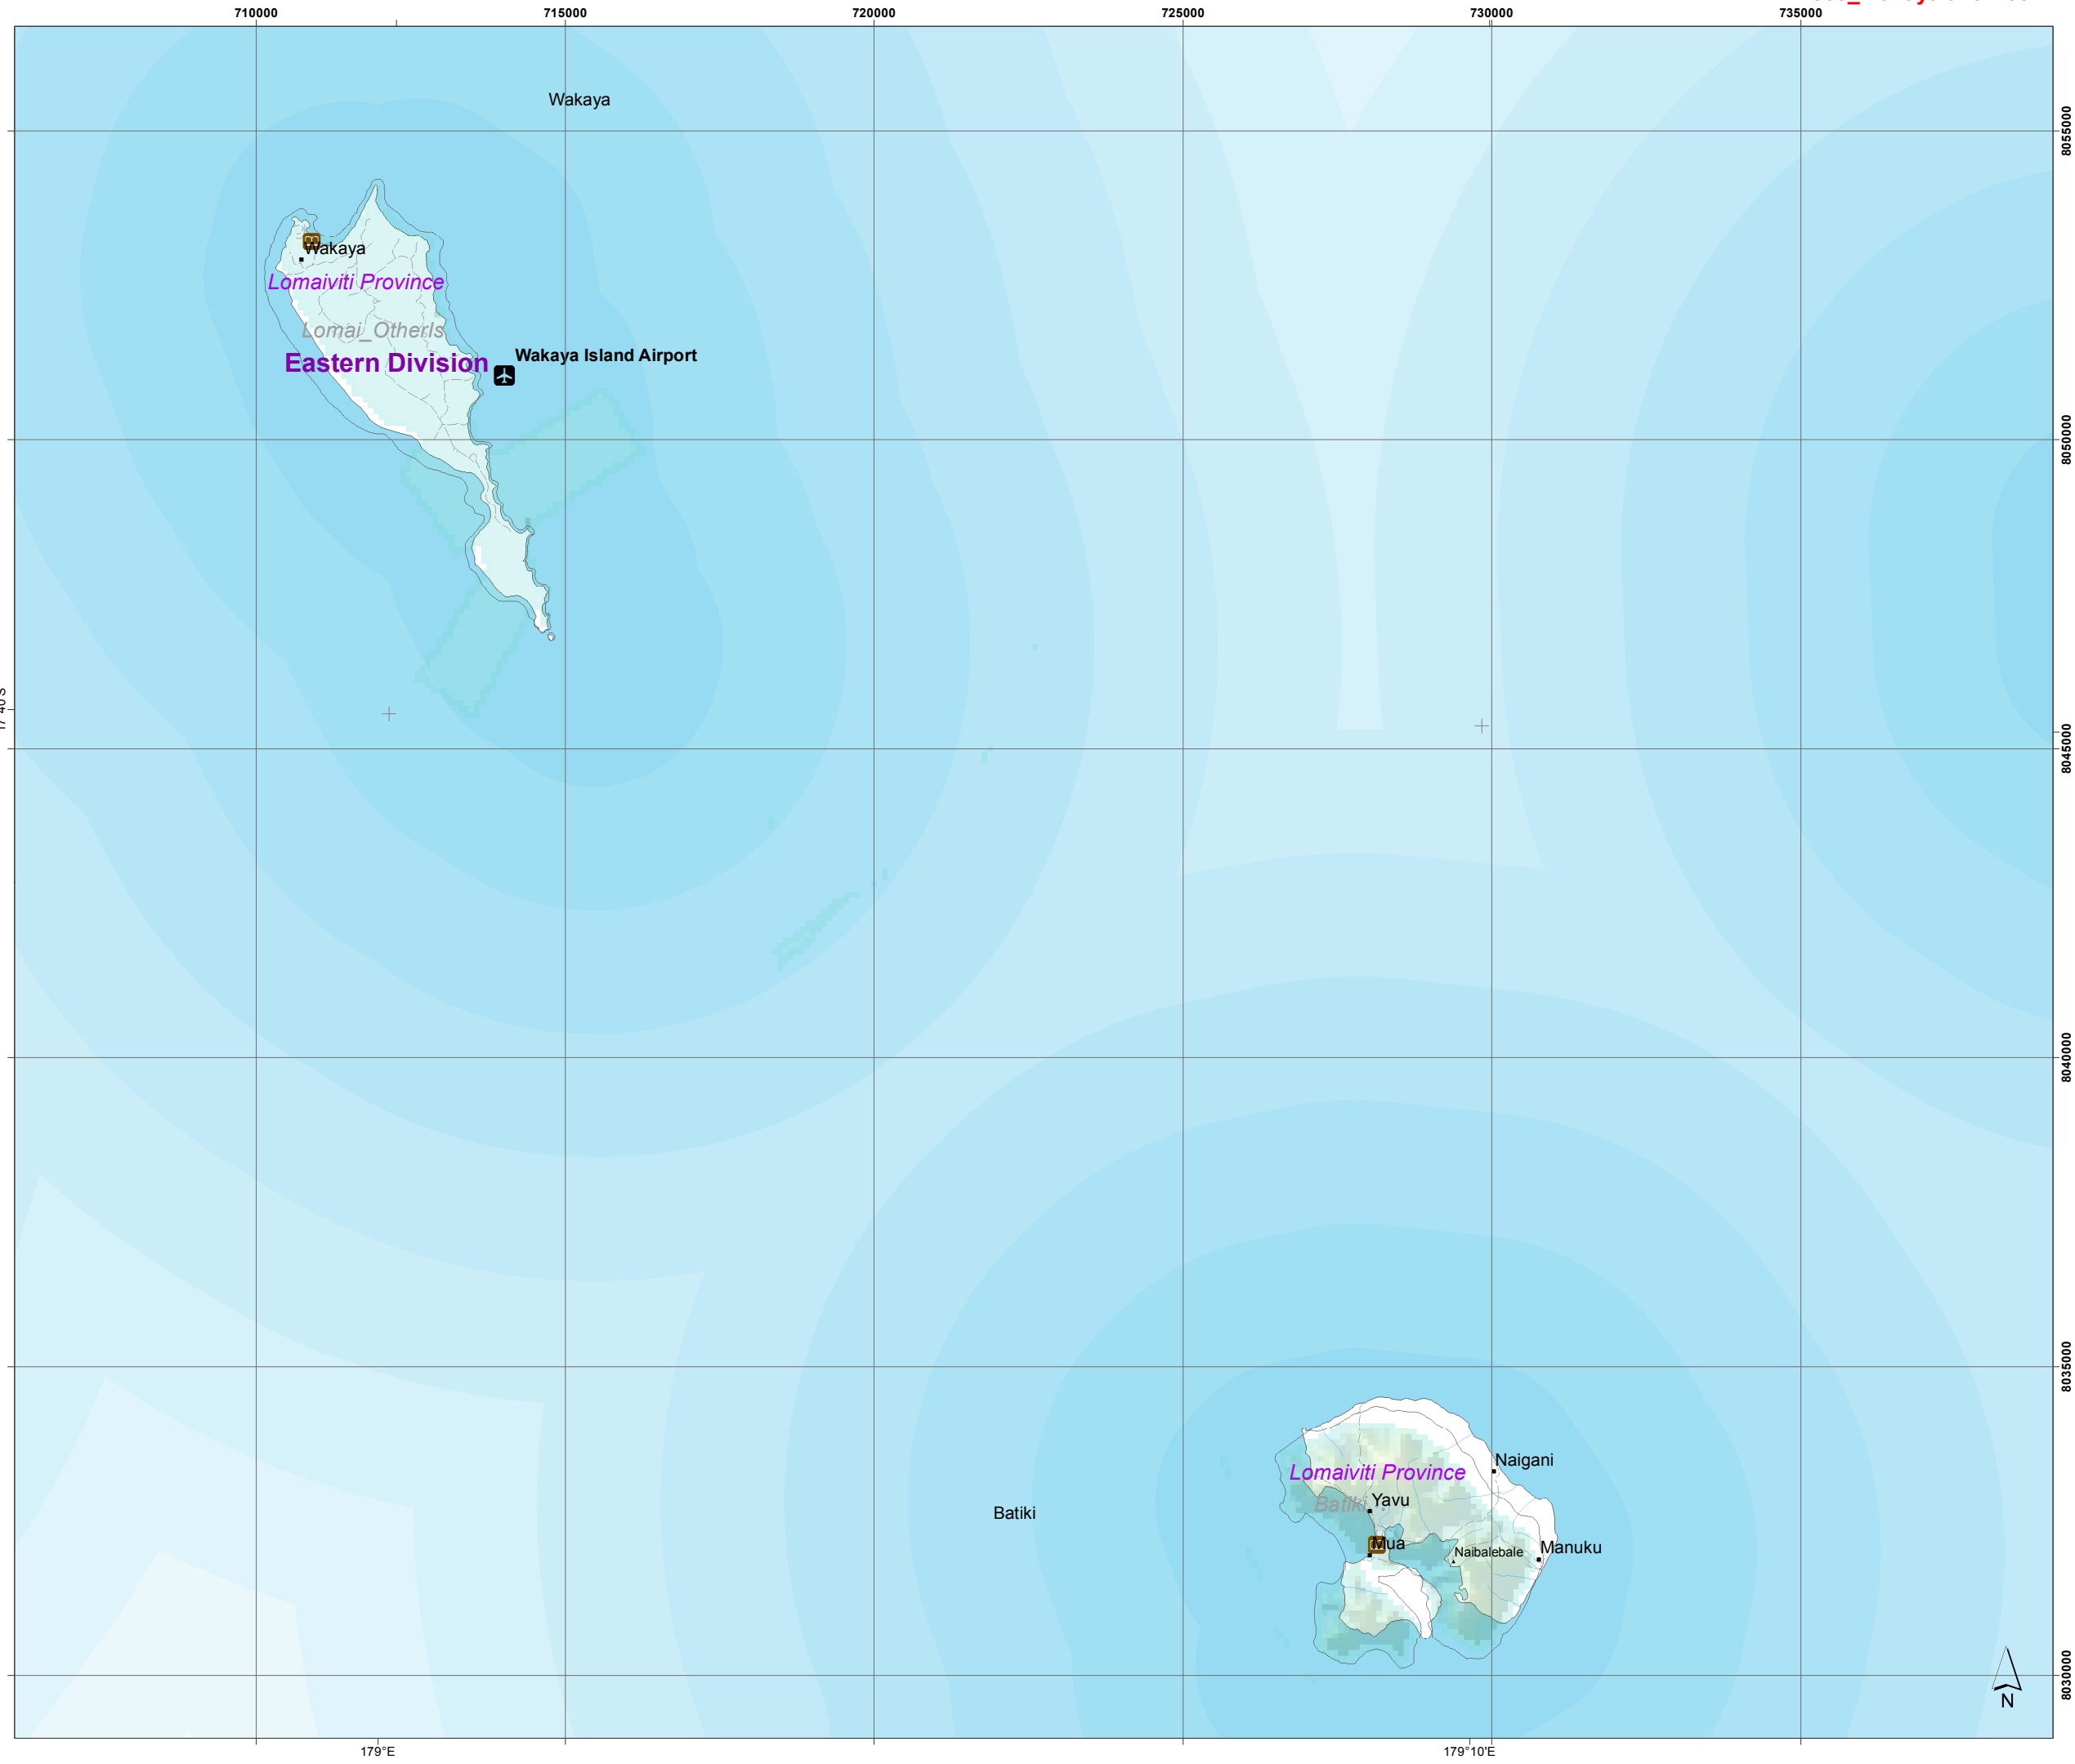 710000
715000
720000
725000
730000
735000
Wakaya
8055000
Wakaya
Lomaiviti Province
Lomai_OtherIs
Wakaya Island Airport
Eastern Division
8050000
8045000
8040000
8035000
Naigani
Lomaiviti Province
Yavu
Batiki
Batiki
Mua
Manuku
Naibalebale
8030000
N
179°E
179°10'E